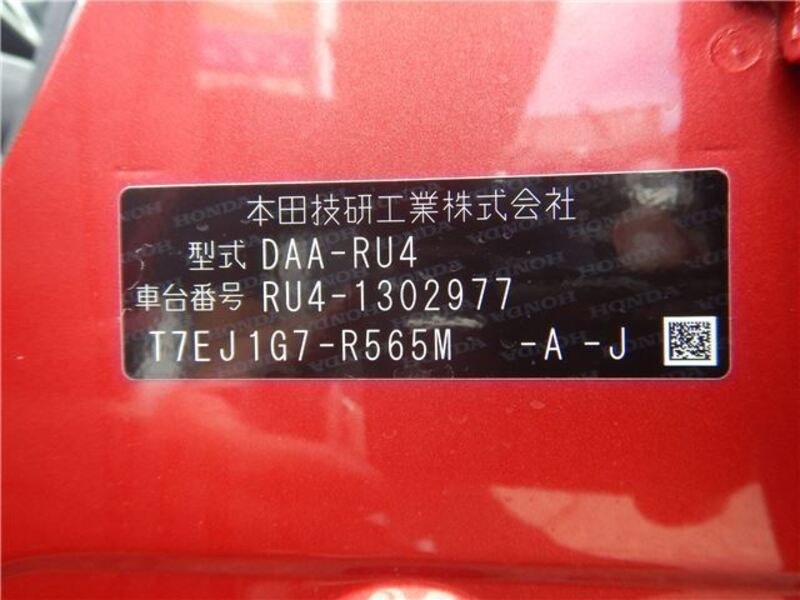 本田技研工業株式会社
型式 DAA-RU4
車台番号 RU4-1302977
T7EJ1G7-R565M -A -J